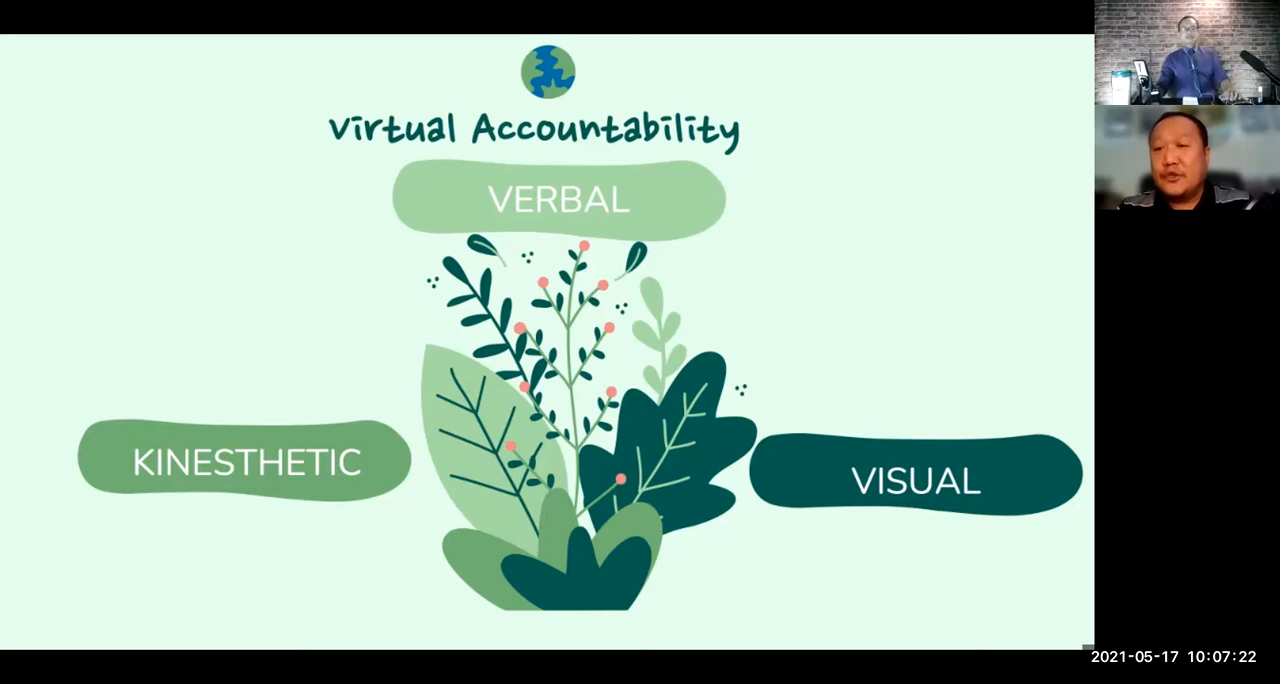 Virtual Accountability
VERBAL
KINESTHETIC
VISUAL
2021-05-17 10:07:22